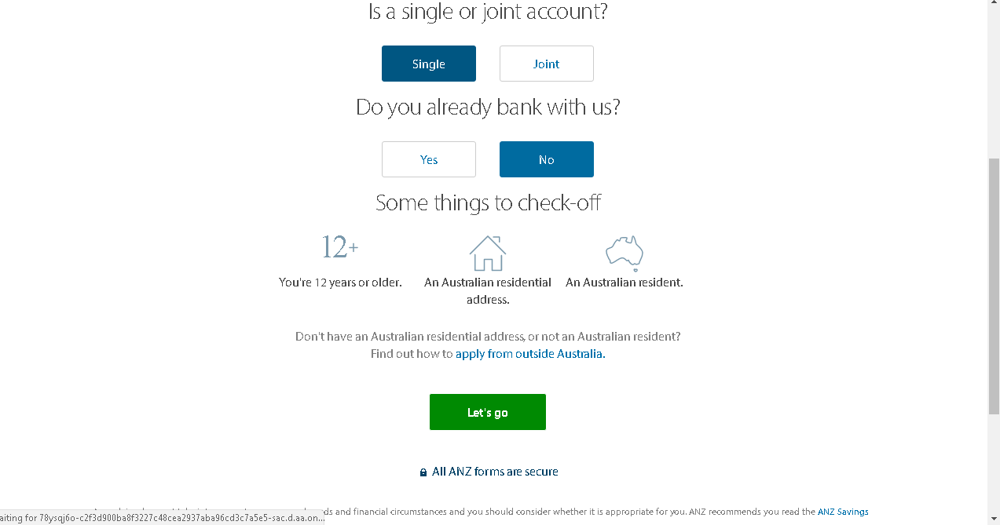 Is a single or joint account?
Single
Joint
Do you already bank with us?
Yes
No
Some things to check-off
12+
You're 12 years or older.
An Australian residential
address.
An Australian resident.
Don't have an Australian residential address, or not an Australian resident?
Find out how to apply from outside Australia.
Let's go
All ANZ forms are secure
and financial circumstances and you should consider whether it is appropriate for you. ANZ recommends you read the ANZ Savings
for 78ysqj6o-c2f3d900ba8f3227c48cea2937aba96cd3c7a5e5-sac.d.aa.on...